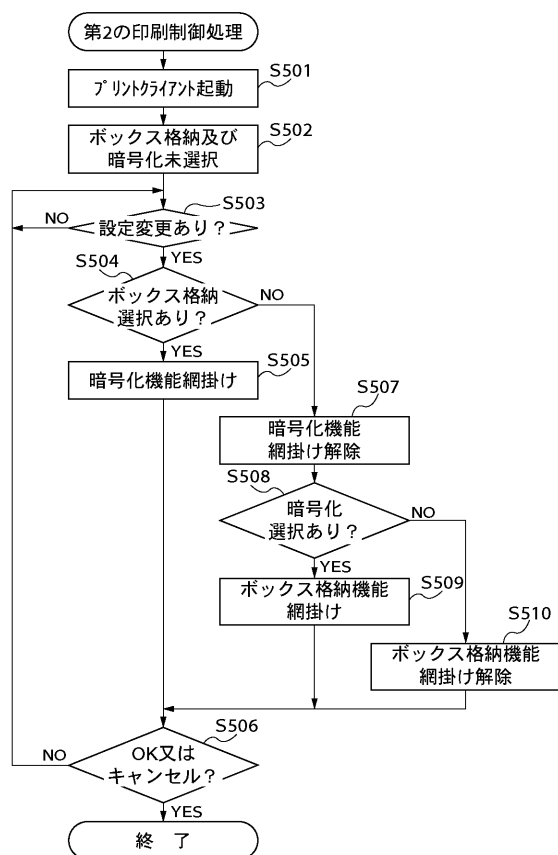 第2の印刷制御処理
S501
プリントクライアント起動
S502
ボックス格納及び
暗号化未選択
S503
設定変更あり？
NO
YES
S504
ボックス格納
選択あり？
NO
YES
S505
暗号化機能網掛け
S507
暗号化機能
網掛け解除
S508
暗号化
選択あり？
NO
YES
S509
ボックス格納機能
網掛け
S510
ボックス格納機能
網掛け解除
S506
OK又は
キャンセル？
NO
YES
終　了